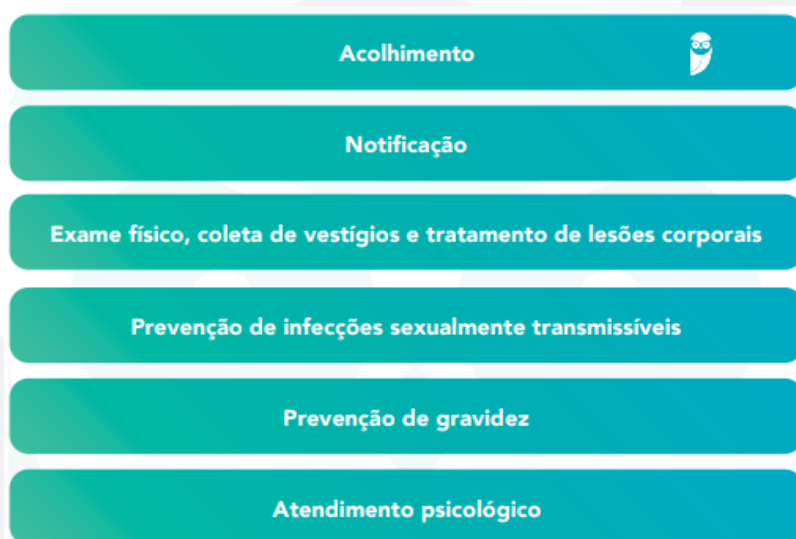 Acolhimento
Notificação
Exame físico, coleta de vestígios e tratamento de lesões corporais
Prevenção de infecções sexualmente transmissíveis
Prevenção de gravidez
Atendimento psicológico